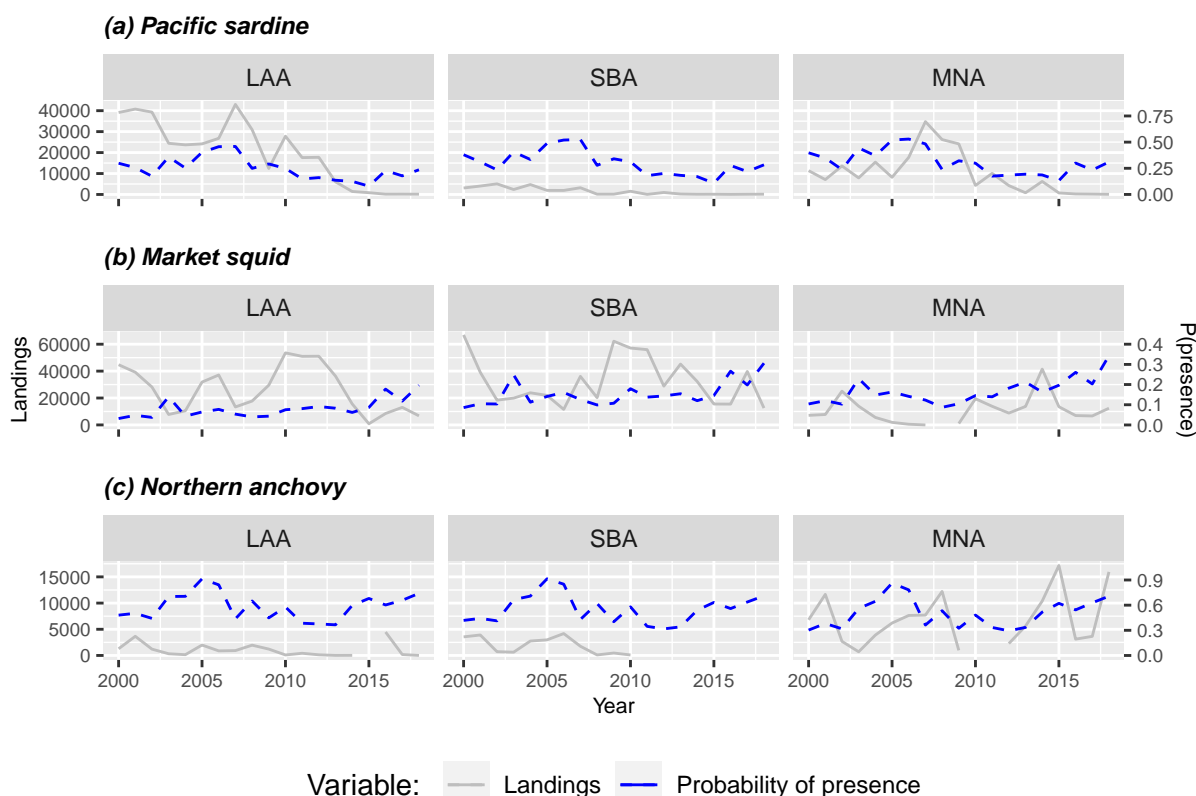 (a) Pacific sardine
LAA SBA MNA
40000
30000
20000
10000
0
0.75
0.50
0.25
0.00
(b) Market squid
LAA SBA MNA
60000
40000
20000
0
0.4
0.3
0.2
0.1
0.0
Landings
P(presence)
(c) Northern anchovy
LAA SBA MNA
15000
10000
5000
0
0.9
0.6
0.3
0.0
2000 2005 2010 2015 2000 2005 2010 2015 2000 2005 2010 2015
Year
Variable: Landings Probability of presence